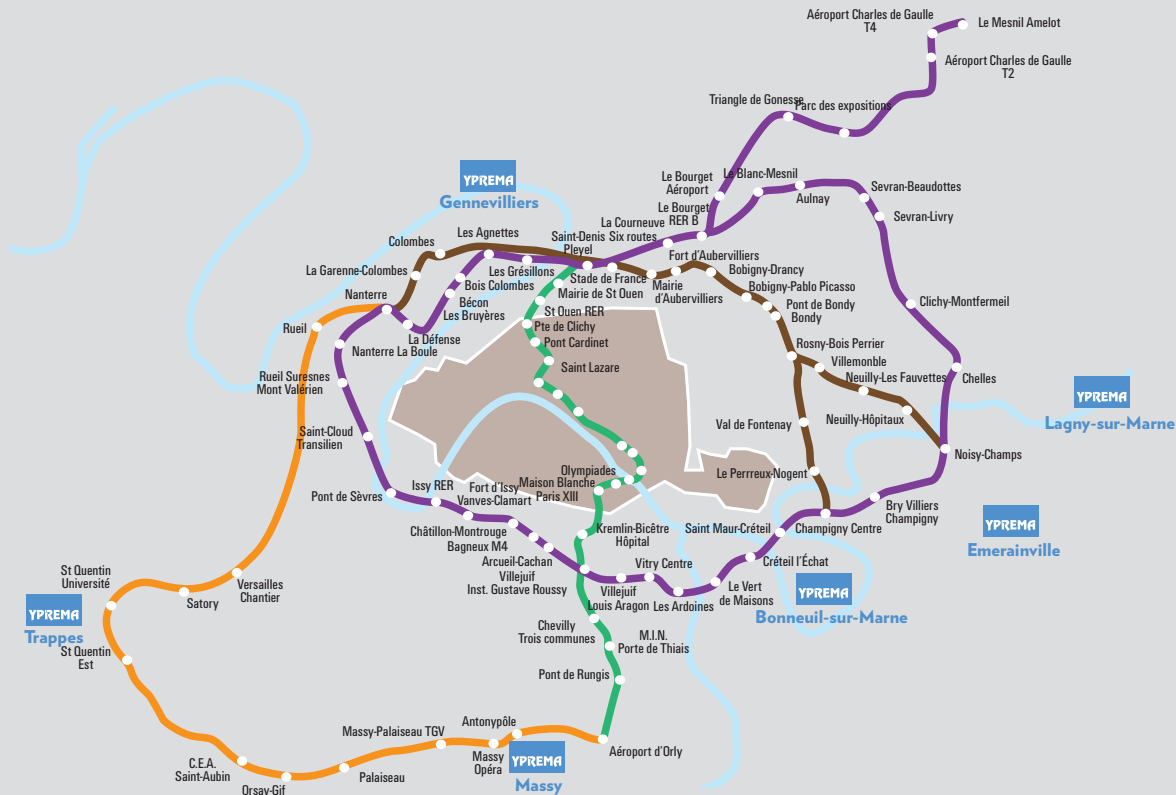 Aéroport Charles de Gaulle
T4
Le Mesnil Amelot
Aéroport Charles de Gaulle
T2
Triangle de Gonesse
Parc des expositions
Le Bourget
Aéroport
Le Blanc-Mesnil
Aulnay
Sevran-Beaudottes
Sevran-Livry
Le Bourget
RER B
La Courneuve
Six routes
YPREMA
Gennevilliers
Colombes
Les Agnettes
Saint-Denis
Pleyel
La Garenne-Colombes
Les Grésillons
Bois Colombes
Stade de France
Mairie de St Ouen
Fort d'Aubervilliers
Mairie
d'Aubervilliers
Bobigny-Drancy
Bobigny-Pablo Picasso
Pont de Bondy
Bondy
Clichy-Montfermeil
Nanterre
Bécon
Les Bruyères
St Ouen RER
Pte de Clichy
Rueil
La Défense
Pont Cardinet
Nanterre La Boule
Saint Lazare
Rosny-Bois Perrier
Villemonble
Neuilly-Les Fauvettes
Chelles
Rueil Suresnes
Mont Valérien
Neuilly-Hôpitaux
YPREMA
Lagny-sur-Marne
Saint-Cloud
Transilien
Val de Fontenay
Noisy-Champs
Olympiades
Maison Blanche
Paris XIII
Le Perrreux-Nogent
Pont de Sèvres
Issy RER
Fort d'Issy
Vanves-Clamart
Bry Villiers
Champigny
Châtillon-Montrouge
Bagneux M4
Kremlin-Bicêtre
Hôpital
Saint Maur-Créteil
Champigny Centre
YPREMA
Emerainville
Arcueil-Cachan
Villejuif
Inst. Gustave Roussy
Vitry Centre
Créteil l'Échat
St Quentin
Université
Versailles
Chantier
Satory
Villejuif
Louis Aragon
Les Ardoines
Le Vert
de Maisons
YPREMA
Bonneuil-sur-Marne
YPREMA
Trappes
Chevilly
Trois communes
M.I.N.
Porte de Thiais
St Quentin
Est
Pont de Rungis
Massy-Palaiseau TGV
Antonypôle
Aéroport d'Orly
Massy
Opéra
YPREMA
Massy
C.E.A.
Saint-Aubin
Palaiseau
Orsay-Gif